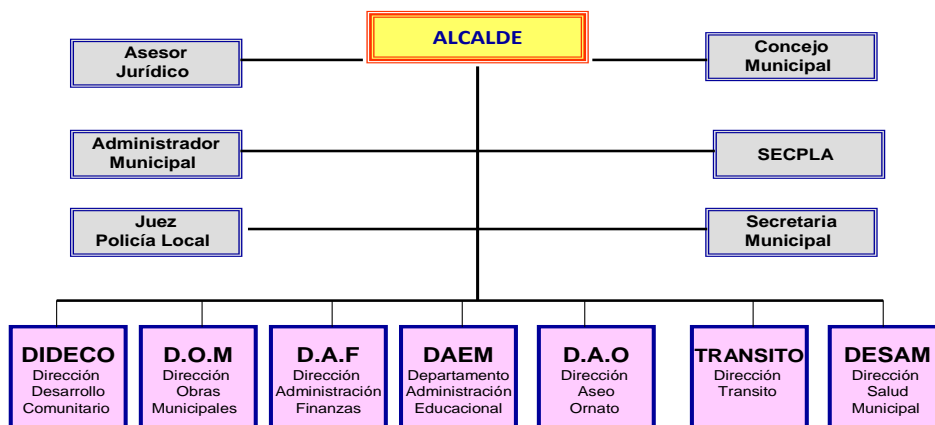 ALCALDE
Asesor
Jurídico
Concejo
Municipal
Administrador
Municipal
SECPLA
Juez
Policía Local
Secretaria
Municipal
DIDECO
Dirección
Desarrollo
Comunitario
D.O.M
Dirección
Obras
Municipales
D.A.F
Dirección
Administración
Finanzas
DAEM
Departamento
Administración
Educacional
D.A.O
Dirección
Aseo
Ornato
TRANSITO
Dirección
Transito
DESAM
Dirección
Salud
Municipal